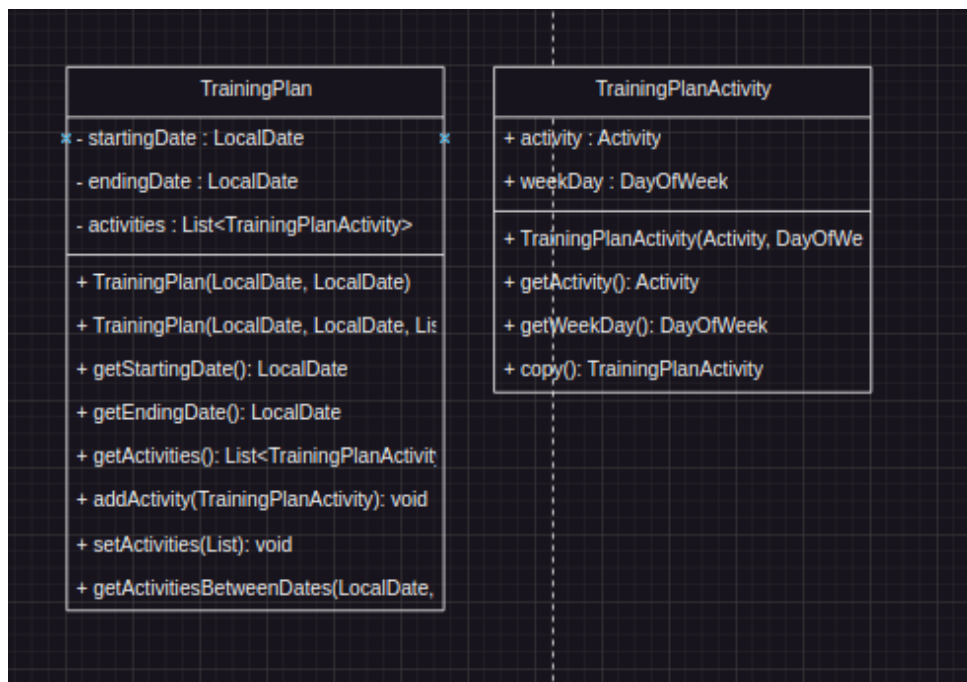 TrainingPlan
- startingDate : LocalDate
- endingDate : LocalDate
- activities : List<TrainingPlanActivity>
+ TrainingPlan(LocalDate, LocalDate)
+ TrainingPlan(LocalDate, LocalDate, Lis
+ getStartingDate(): LocalDate
+ getEndingDate(): LocalDate
+ getActivities(): List<TrainingPlanActivit
+ addActivity(TrainingPlanActivity): void
+ setActivities(List): void
+ getActivitiesBetweenDates(LocalDate,
TrainingPlanActivity
+ activity : Activity
+ weekDay : DayOfWeek
+ TrainingPlanActivity(Activity, DayOfWe
+ getActivity(): Activity
+ getWeekDay(): DayOfWeek
+ copy(): TrainingPlanActivity